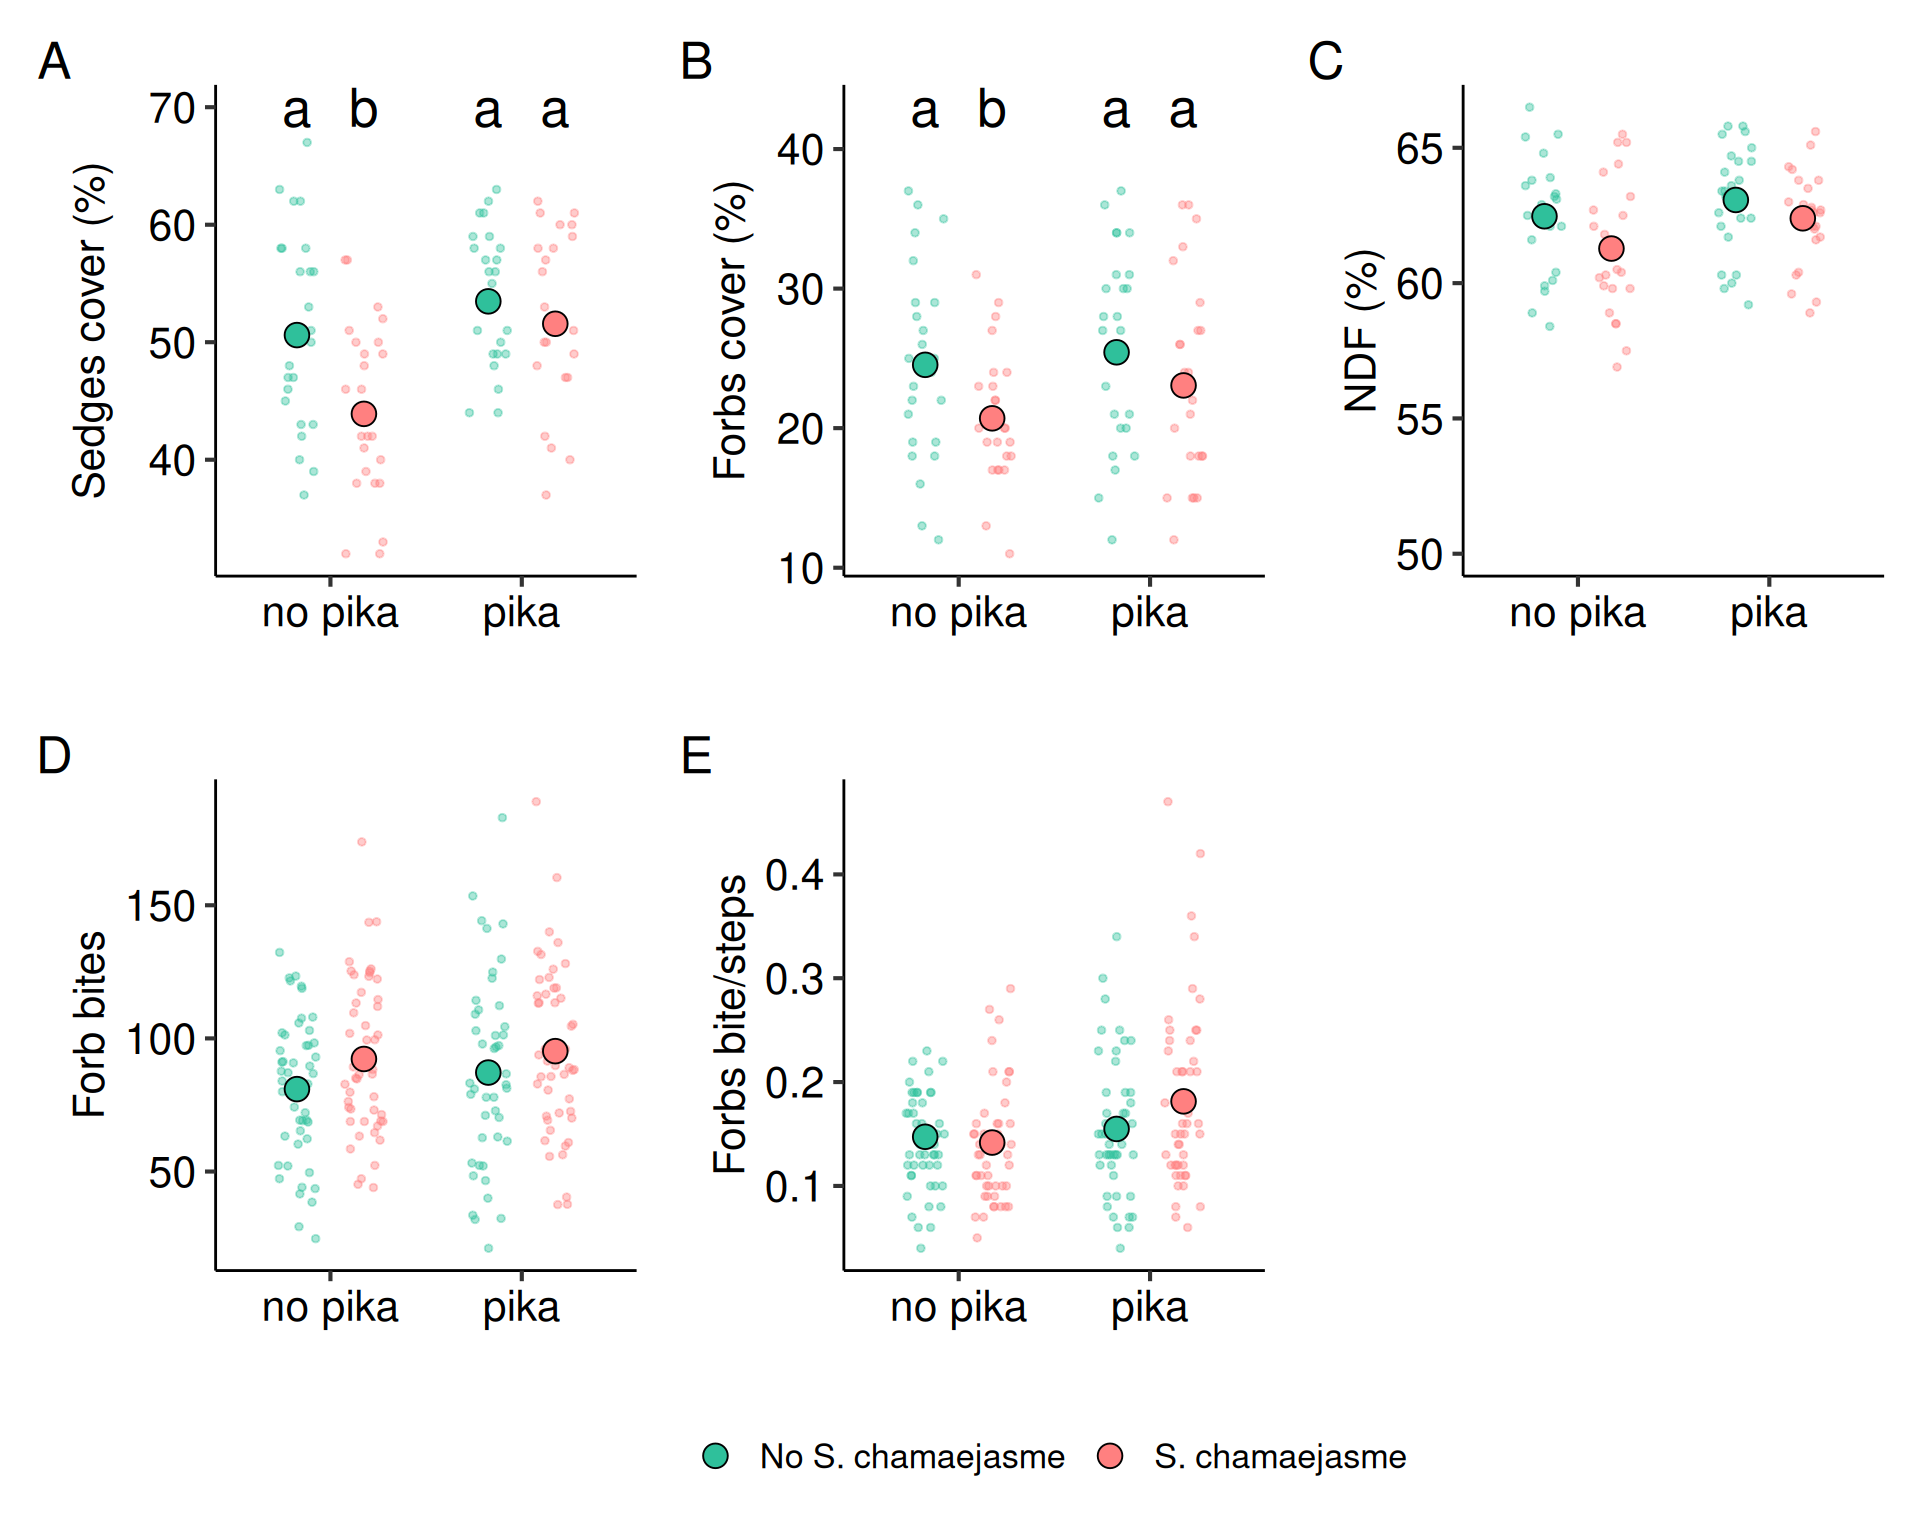 A
B
C
70
60
50
40
Sedges cover (%)
a b a a
no pika pika
40
30
20
10
Forbs cover (%)
a b a a
no pika pika
65
60
55
50
NDF (%)
no pika pika
D
E
150
100
50
Forb bites
no pika pika
0.4
0.3
0.2
0.1
Forbs bite/steps
no pika pika
No S. chamaejasme S. chamaejasme